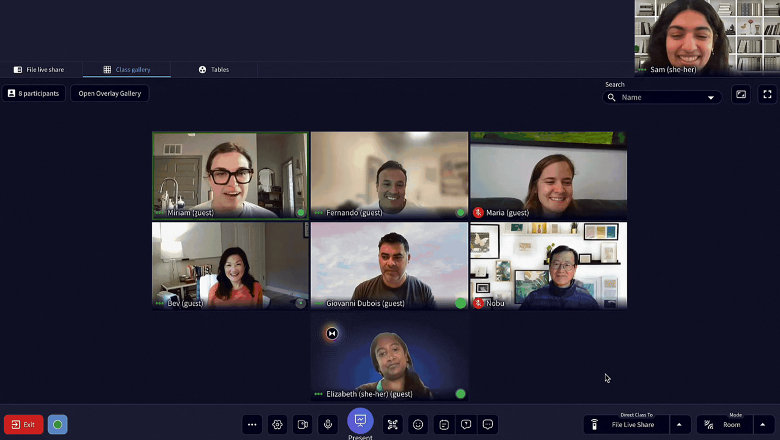 Sam (she-her)
File live share
Class gallery
Tables
8 participants
Open Overlay Gallery
Search
Name
Miriam (guest)
Fernando (guest)
Maria (guest)
Bev (guest)
Giovanni Dubois (guest)
Nobu
Elizabeth (she-her) (guest)
Exit
Present
Direct Class To
File Live Share
Mode
Room